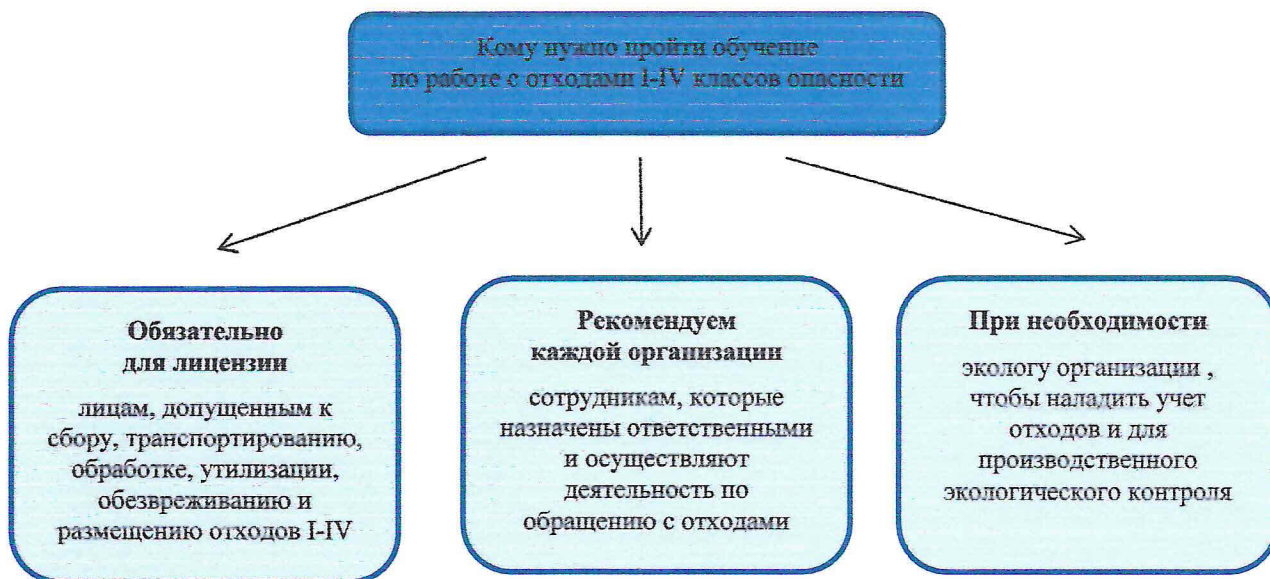 Кому нужно пройти обучение
по работе с отходами I-IV классов опасности
Обязательно
для лицензии
лицам, допущенным к
сбору, транспортированию,
обработке, утилизации,
обезвреживанию и
размещению отходов I-IV
Рекомендуем
каждой организации
сотрудникам, которые
назначены ответственными
и осуществляют
деятельность по
обращению с отходами
При необходимости
экологу организации ,
чтобы наладить учет
отходов и для
производственного
экологического контроля